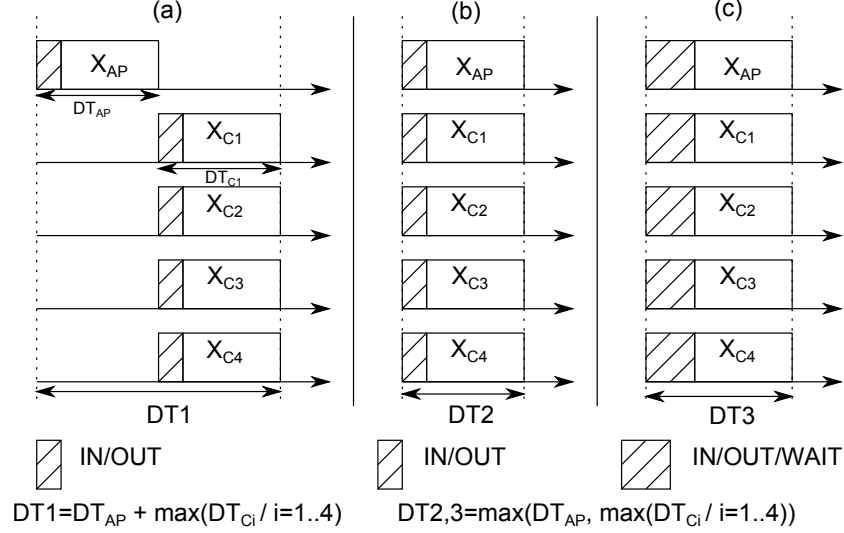 (a) (b) (c)
X_AP X_AP X_AP
DT_AP
X_C1 X_C1 X_C1
DT_C1
X_C2 X_C2 X_C2
X_C3 X_C3 X_C3
X_C4 X_C4 X_C4
DT1 DT2 DT3
IN/OUT IN/OUT IN/OUT/WAIT
DT1=DT_AP + max(DT_Ci / i=1..4) DT2,3=max(DT_AP, max(DT_Ci / i=1..4))